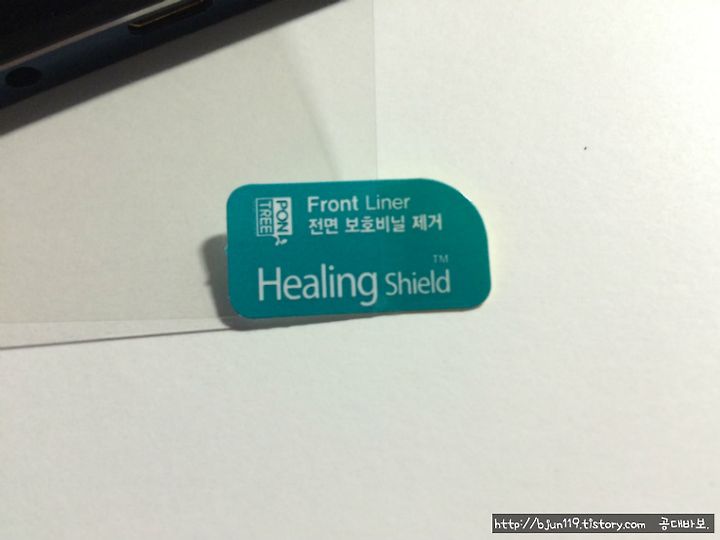 PON
TREE
Front Liner
전면 보호비닐 제거
Healing Shield TM
http://bjun119.tistory.com 공대바보.